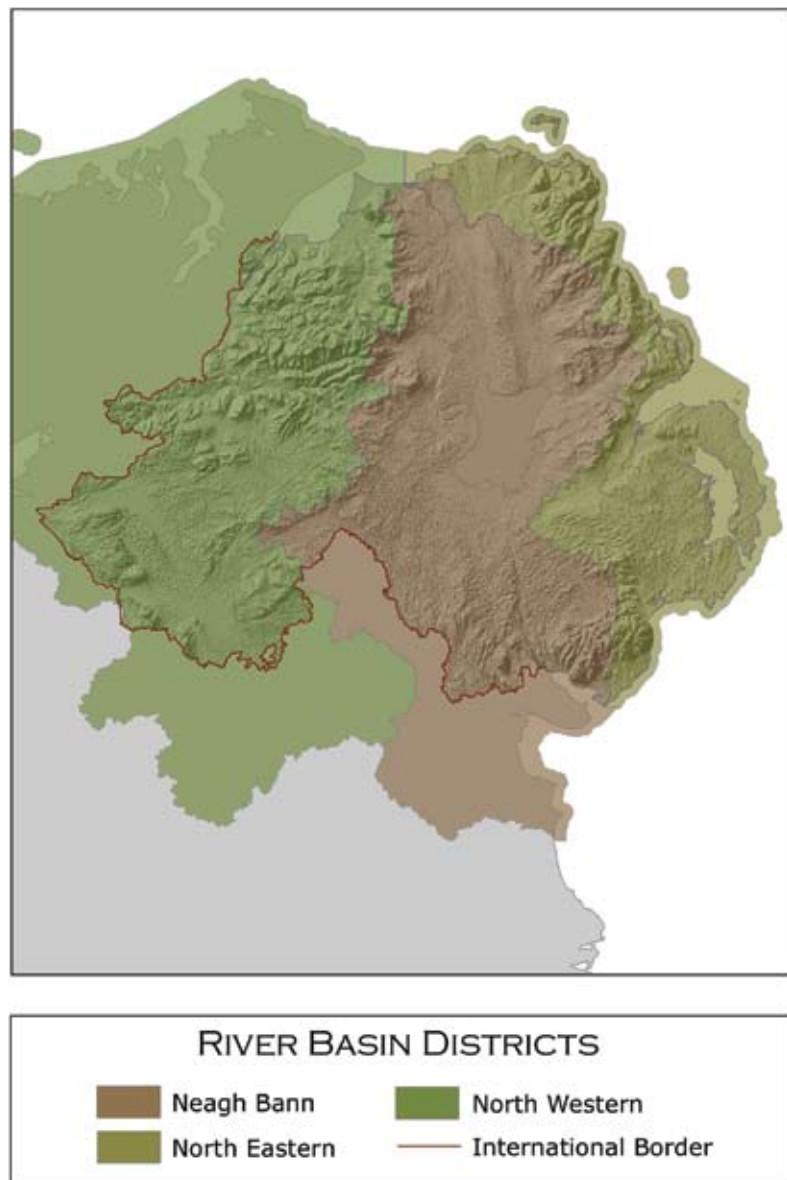 RIVER BASIN DISTRICTS
Neagh Bann
North Western
North Eastern
International Border